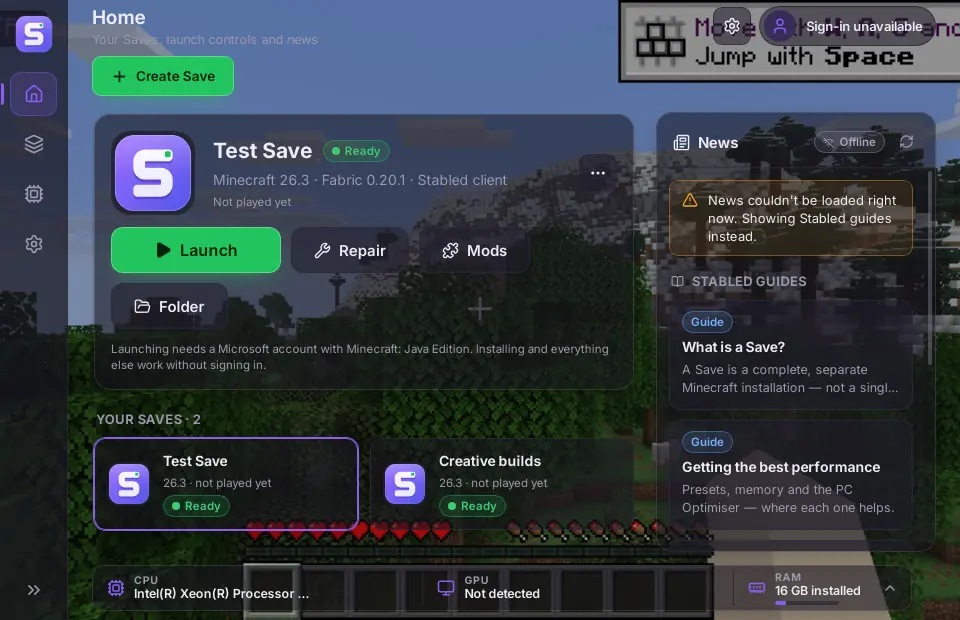 Home
Your Saves, launch controls and news
Sign-in unavailable
Jump with Space
Create Save
Test Save
Ready
Minecraft 26.3 · Fabric 0.20.1 · Stabled client
Not played yet
Launch
Repair
Mods
Folder
Launching needs a Microsoft account with Minecraft: Java Edition. Installing and everything
else work without signing in.
News
Offline
News couldn't be loaded right
now. Showing Stabled guides
instead.
STABLED GUIDES
Guide
What is a Save?
A Save is a complete, separate
Minecraft installation — not a singl...
Guide
Getting the best performance
Presets, memory and the PC
Optimiser — where each one helps.
YOUR SAVES · 2
Test Save
26.3 · not played yet
Ready
Creative builds
26.3 · not played yet
Ready
CPU
Intel(R) Xeon(R) Processor ...
GPU
Not detected
RAM
16 GB installed